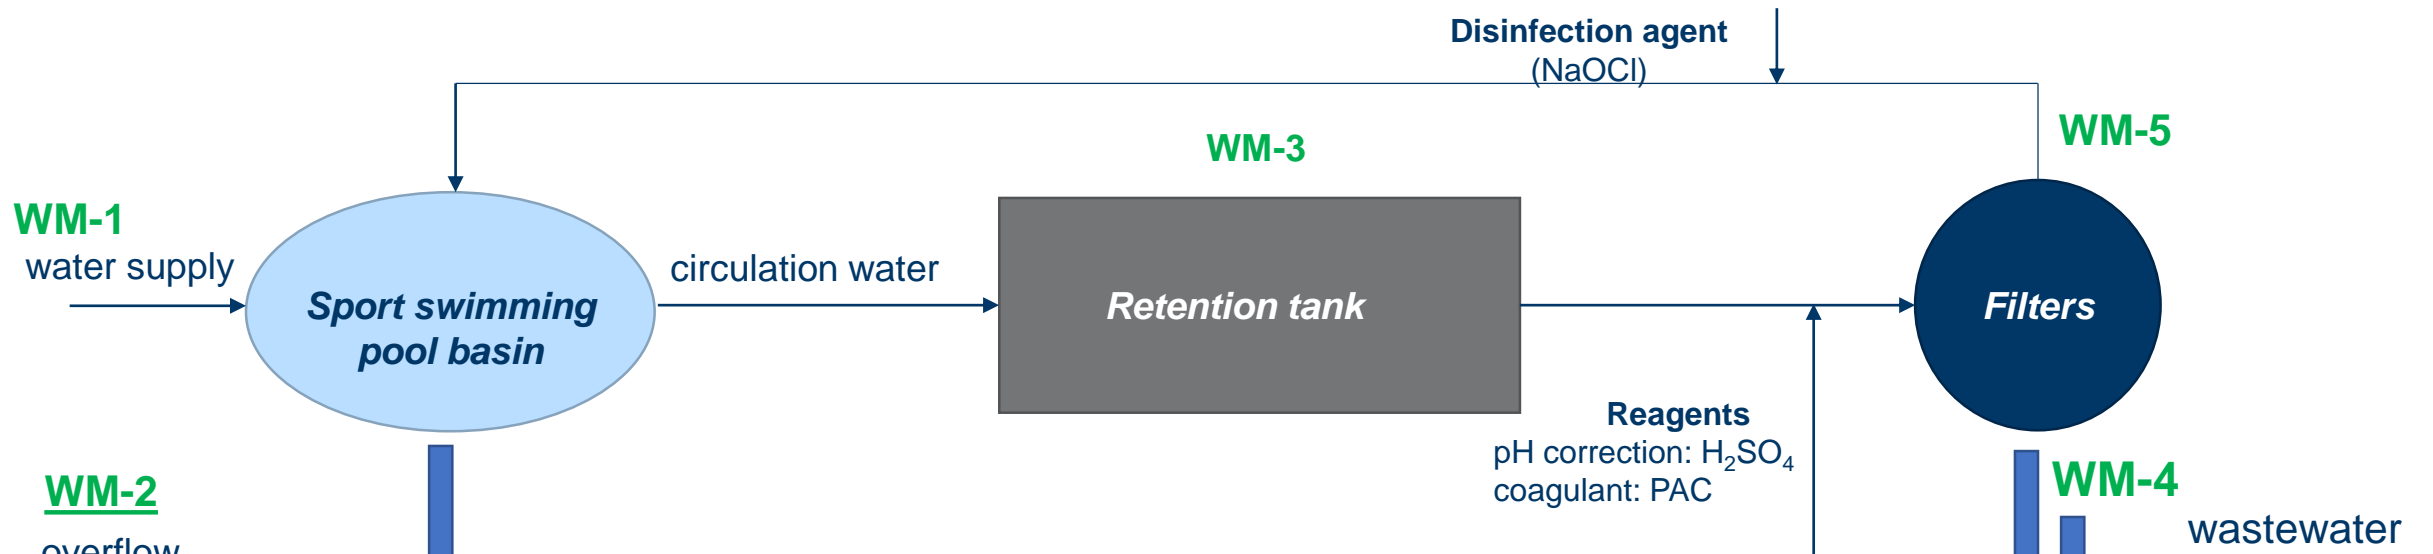 Disinfection agent
(NaOCl)
WM-5
WM-3
WM-1
water supply
circulation water
Sport swimming
pool basin
Retention tank
Filters
Reagents
pH correction: H₂SO₄
coagulant: PAC
WM-2
overflow
WM-4
wastewater